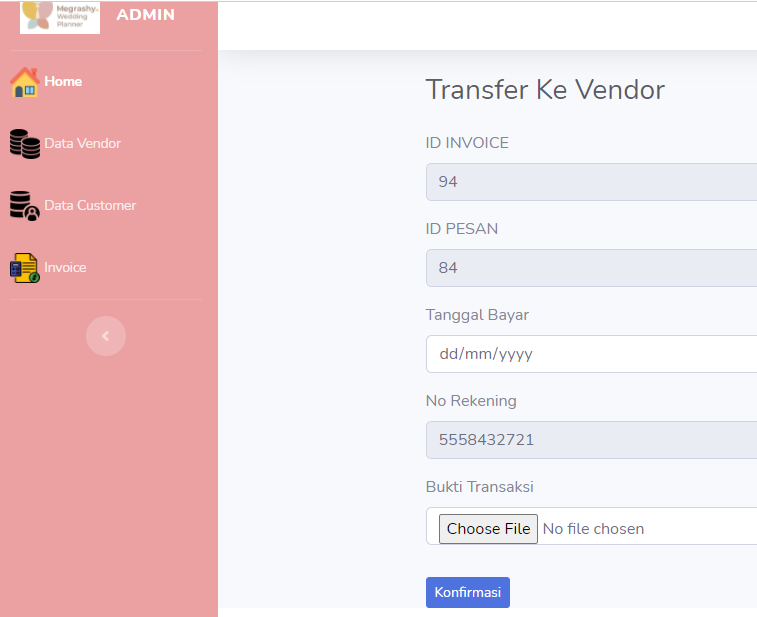 Megrashy
Wedding
Planner
ADMIN
Home
Data Vendor
Data Customer
Invoice
Transfer Ke Vendor
ID INVOICE
94
ID PESAN
84
Tanggal Bayar
dd/mm/yyyy
No Rekening
5558432721
Bukti Transaksi
Choose File No file chosen
Konfirmasi